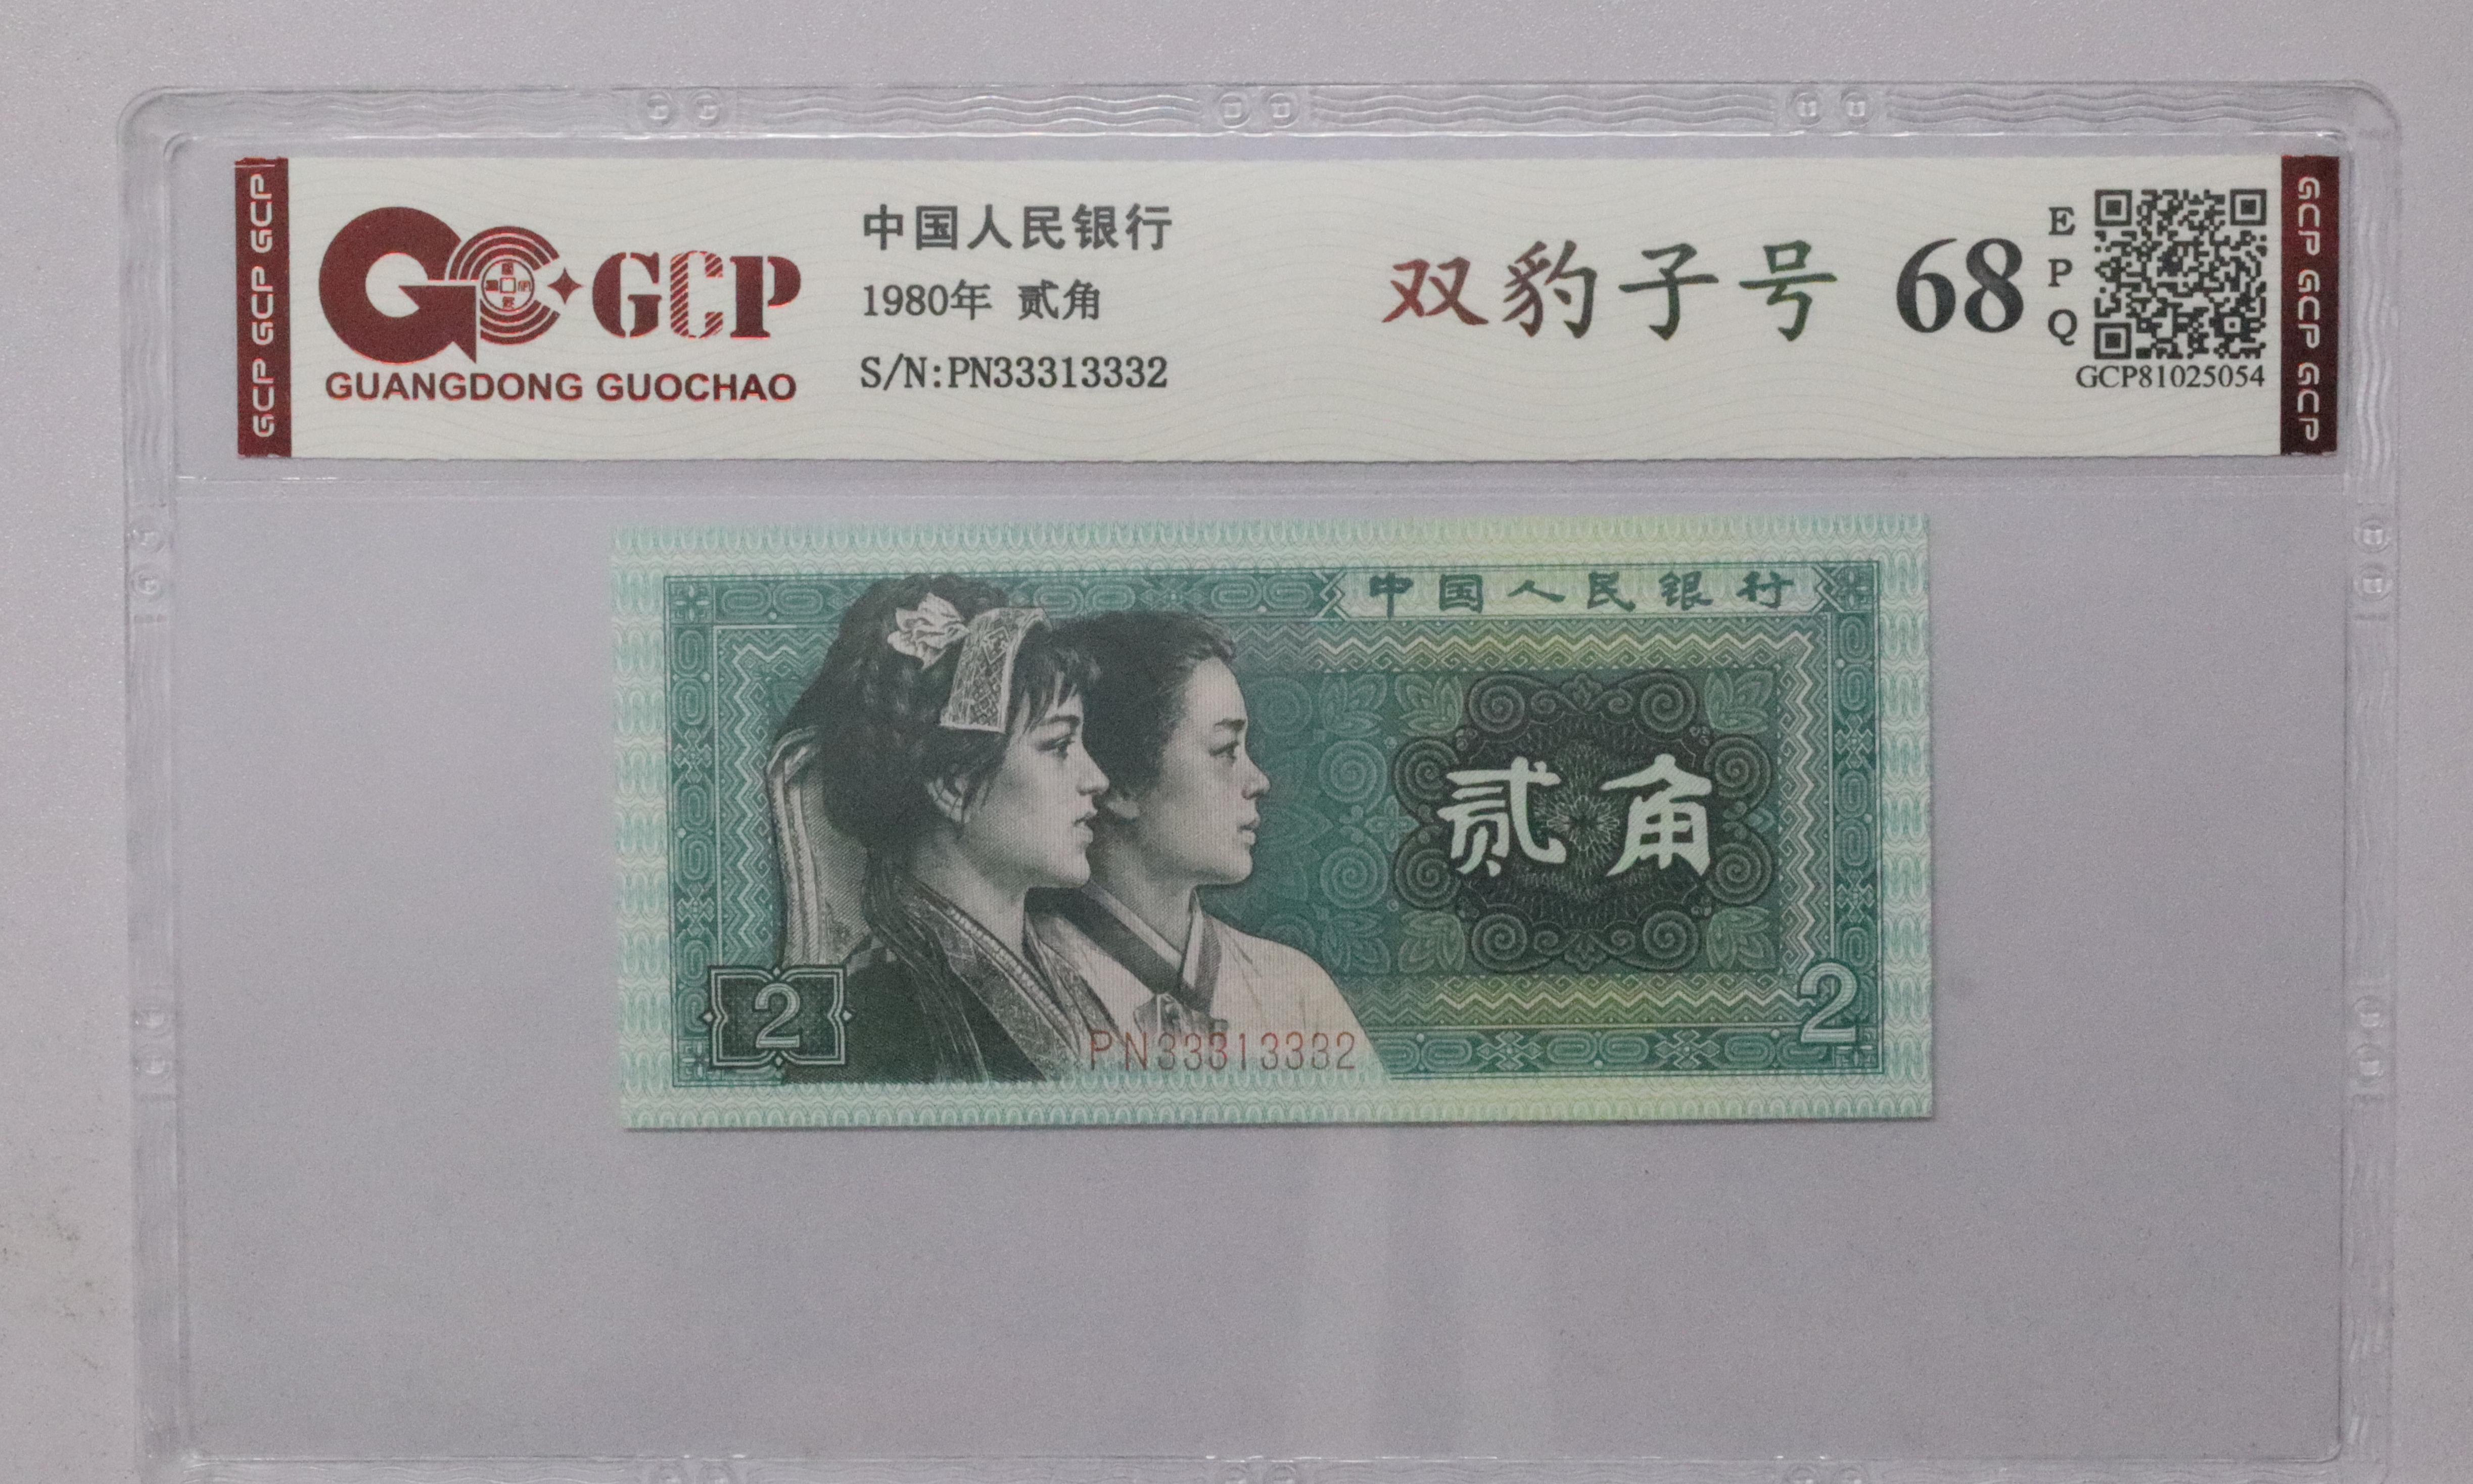 GCP GCP GCP
GCP
GUANGDONG GUOCHAO
中国人民银行
1980年 贰角
S/N:PN33313332
双豹子号 68
E
P
Q
GCP81025054
GCP GCP GCP
中国人民银行
贰角
2
2
PN33313332